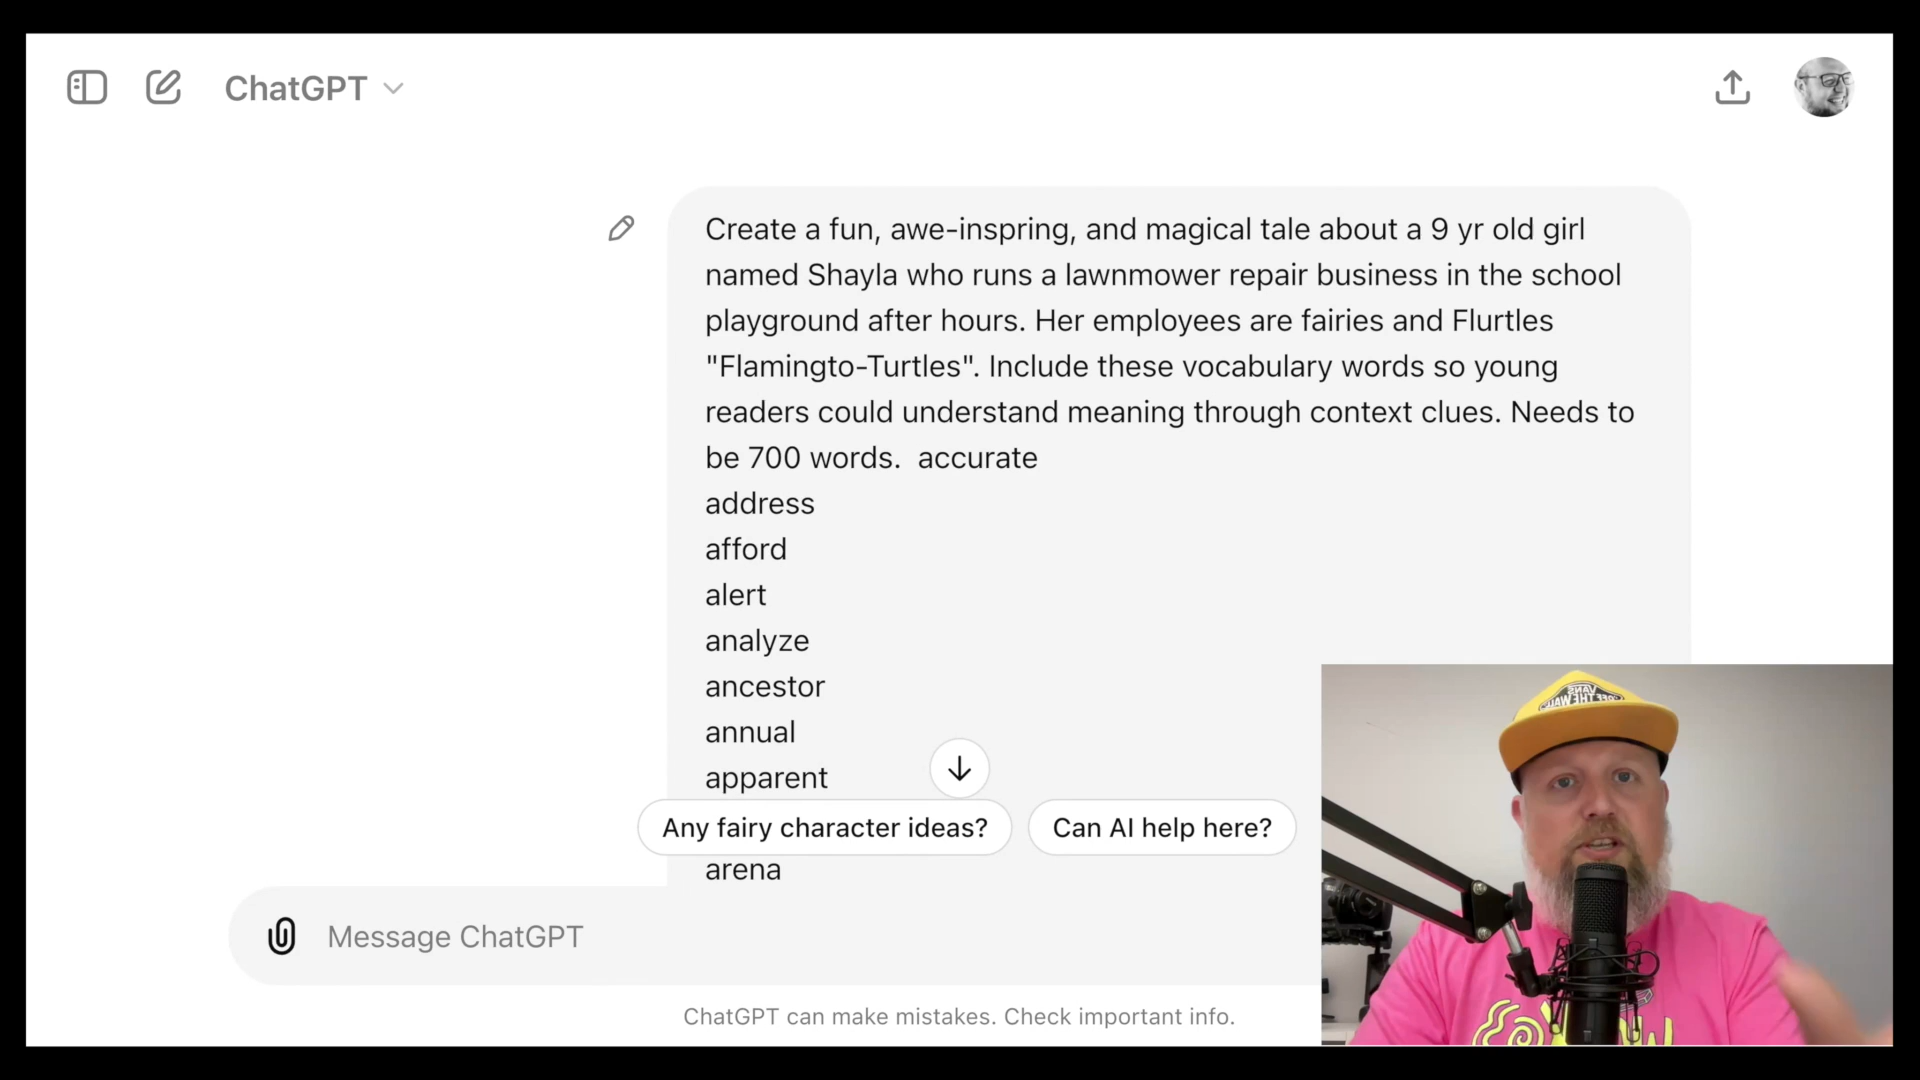 ChatGPT
Create a fun, awe-inspring, and magical tale about a 9 yr old girl
named Shayla who runs a lawnmower repair business in the school
playground after hours. Her employees are fairies and Flurtles
"Flamingto-Turtles". Include these vocabulary words so young
readers could understand meaning through context clues. Needs to
be 700 words.  accurate
address
afford
alert
analyze
ancestor
annual
apparent
Any fairy character ideas?
Can AI help here?
arena
Message ChatGPT
ChatGPT can make mistakes. Check important info.
VANS
"OFF THE WALL"